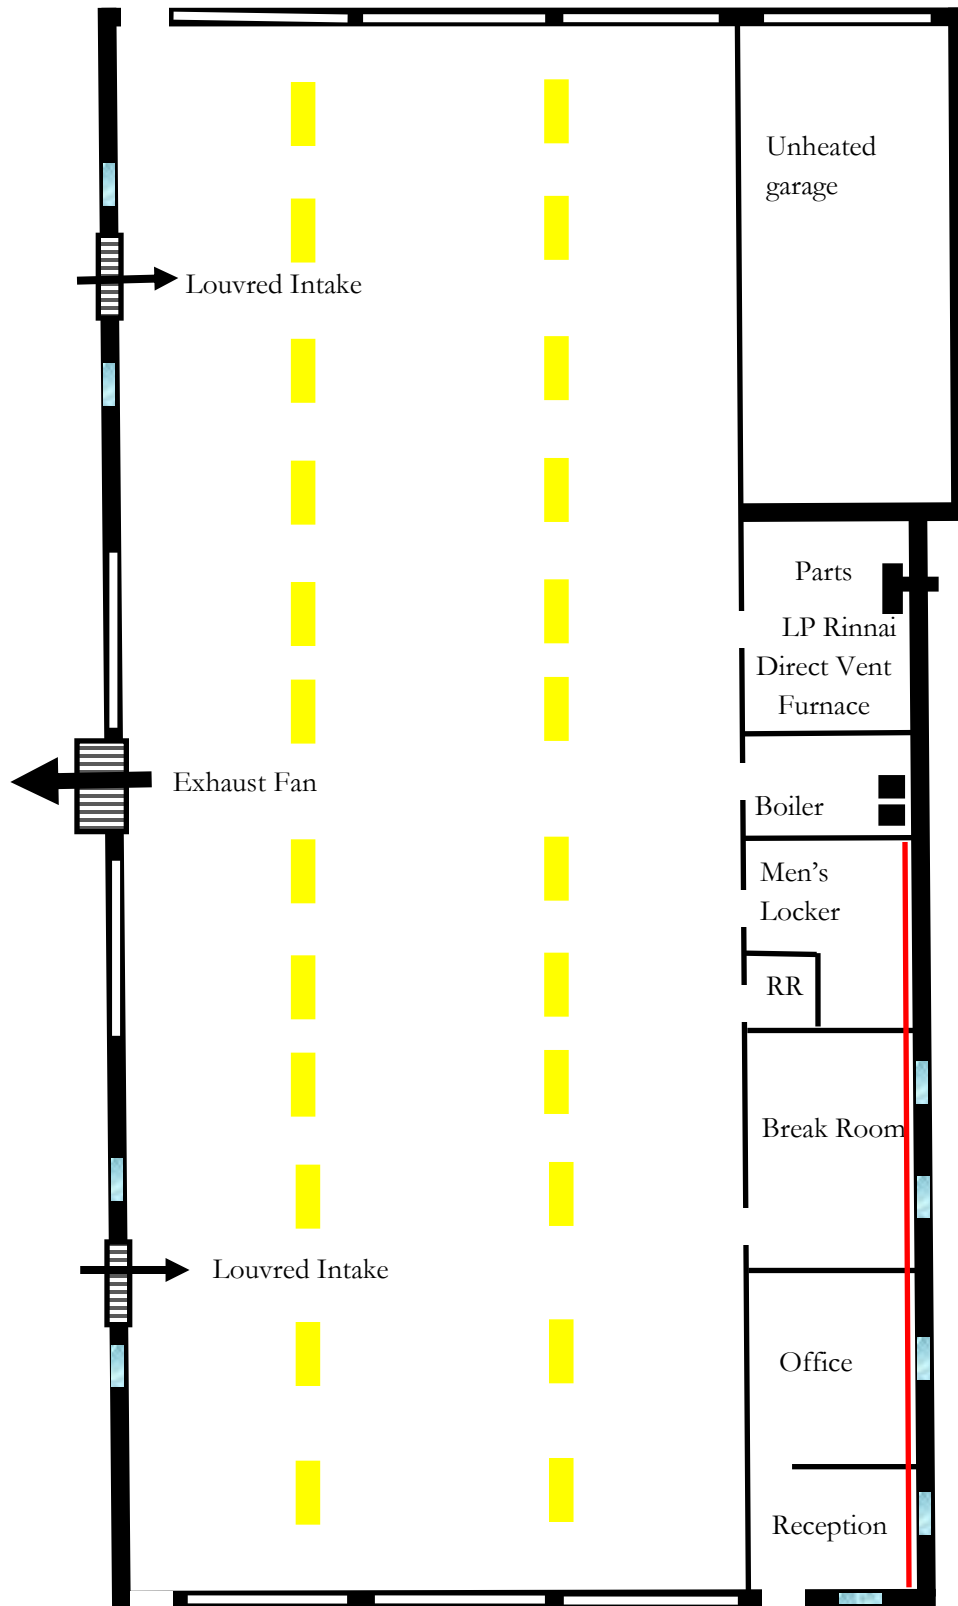 Unheated
garage
Louvred Intake
Parts
LP Rinnai
Direct Vent
Furnace
Exhaust Fan
Boiler
Men’s
Locker
RR
Break Room
Louvred Intake
Office
Reception